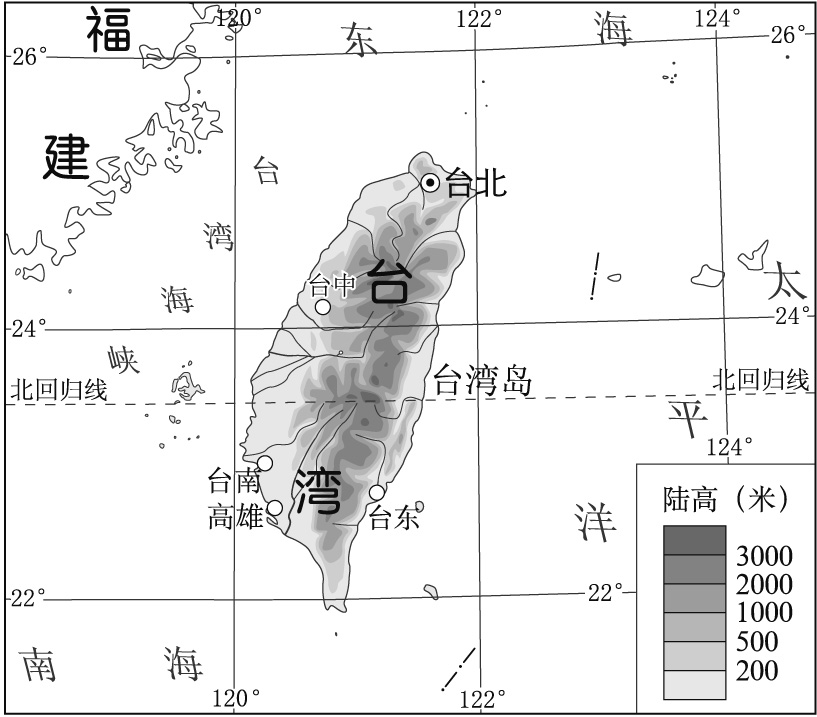 120°
122°
124°
福
东
海
26°
26°
建
台
台北
湾
台中
台
太
海
24°
24°
峡
北回归线
台湾岛
北回归线
平
124°
台南
湾
高雄
台东
洋
陆高（米）
3000
2000
1000
500
200
22°
22°
南
海
120°
122°